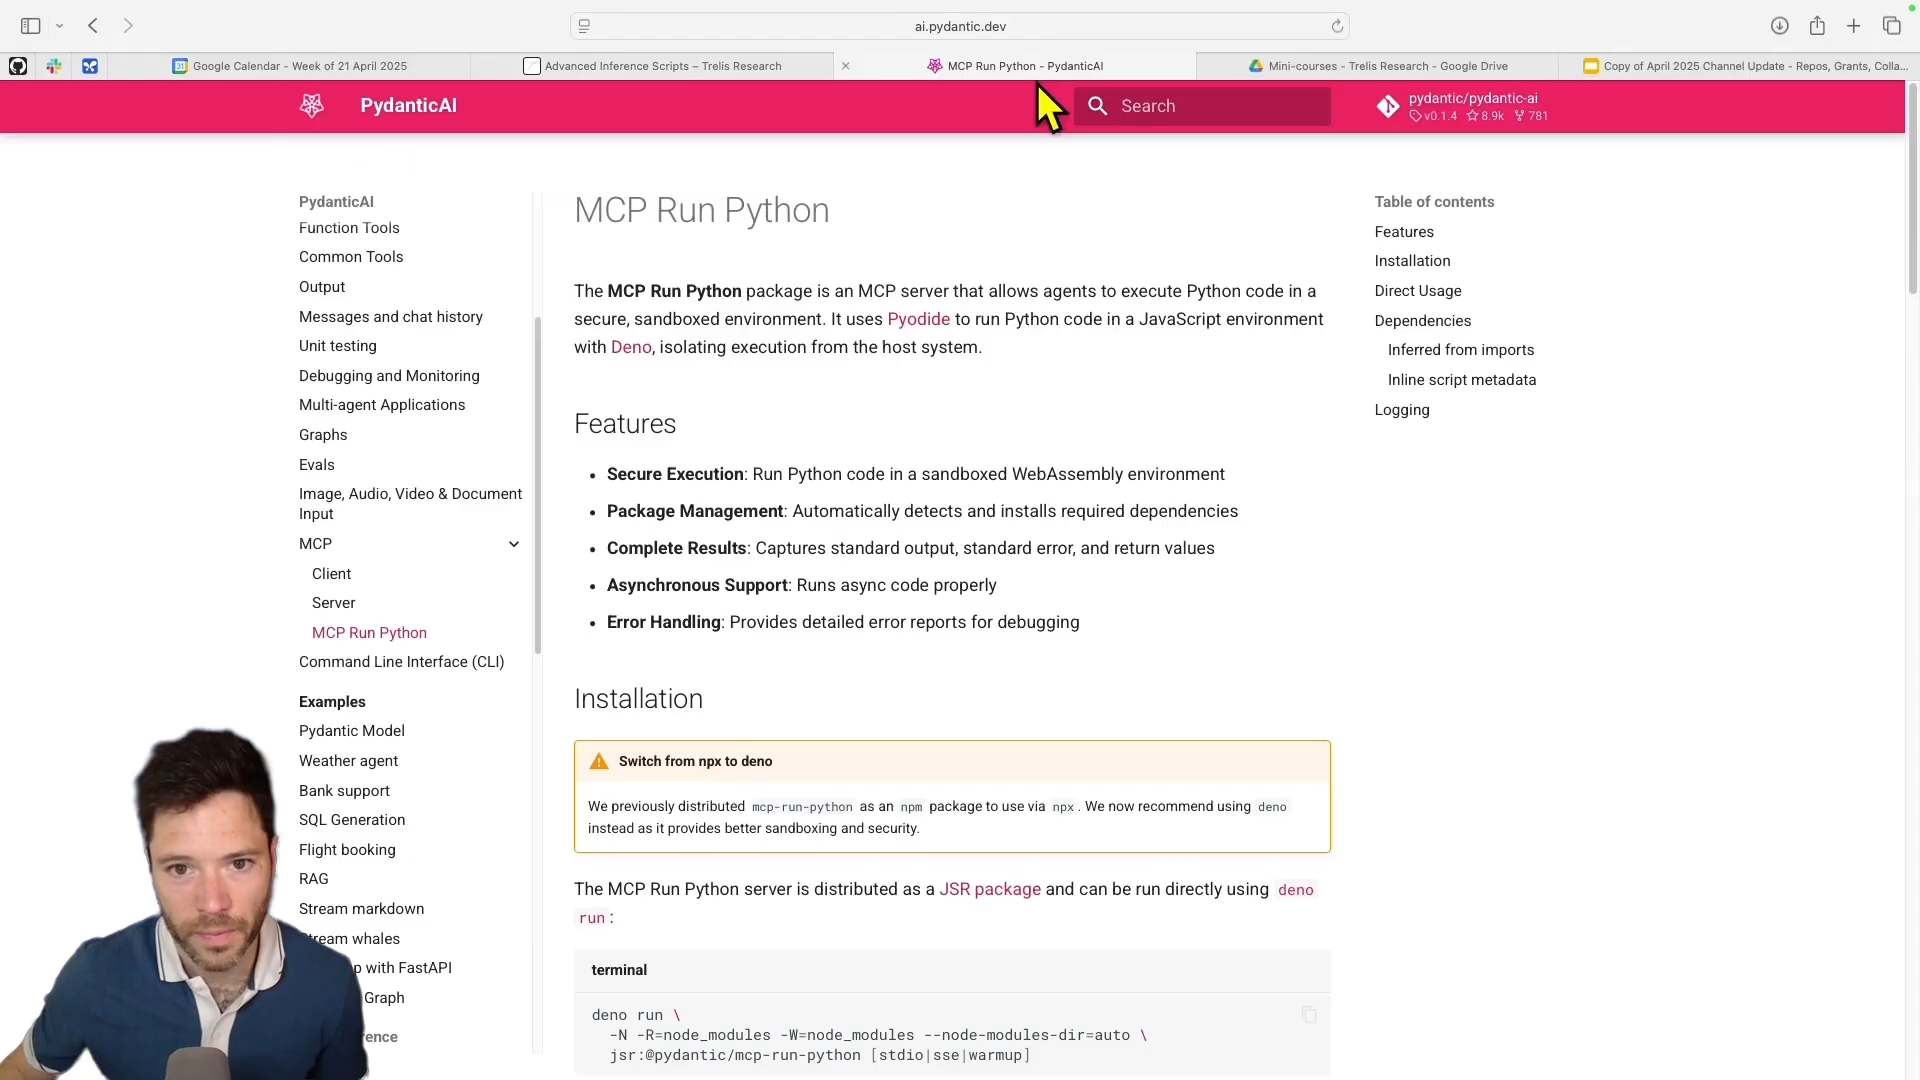 ai.pydantic.dev
Google Calendar - Week of 21 April 2025
Advanced Inference Scripts – Trelis Research
MCP Run Python - PydanticAI
Mini-courses - Trelis Research - Google Drive
Copy of April 2025 Channel Update - Repos, Grants, Colla...
PydanticAI
Search
pydantic/pydantic-ai
v0.1.4 8.9k 781
PydanticAI
Function Tools
Common Tools
Output
Messages and chat history
Unit testing
Debugging and Monitoring
Multi-agent Applications
Graphs
Evals
Image, Audio, Video & Document
Input
MCP
Client
Server
MCP Run Python
Command Line Interface (CLI)
Examples
Pydantic Model
Weather agent
Bank support
SQL Generation
Flight booking
RAG
Stream markdown
whales
with FastAPI
Graph
MCP Run Python
The MCP Run Python package is an MCP server that allows agents to execute Python code in a
secure, sandboxed environment. It uses Pyodide to run Python code in a JavaScript environment
with Deno, isolating execution from the host system.
Features
• Secure Execution: Run Python code in a sandboxed WebAssembly environment
• Package Management: Automatically detects and installs required dependencies
• Complete Results: Captures standard output, standard error, and return values
• Asynchronous Support: Runs async code properly
• Error Handling: Provides detailed error reports for debugging
Installation
Switch from npx to deno
We previously distributed mcp-run-python as an npm package to use via npx. We now recommend using deno
instead as it provides better sandboxing and security.
The MCP Run Python server is distributed as a JSR package and can be run directly using deno
run:
terminal
deno run \
-N -R=node_modules -W=node_modules --node-modules-dir=auto \
jsr:@pydantic/mcp-run-python [stdio|sse|warmup]
Table of contents
Features
Installation
Direct Usage
Dependencies
Inferred from imports
Inline script metadata
Logging